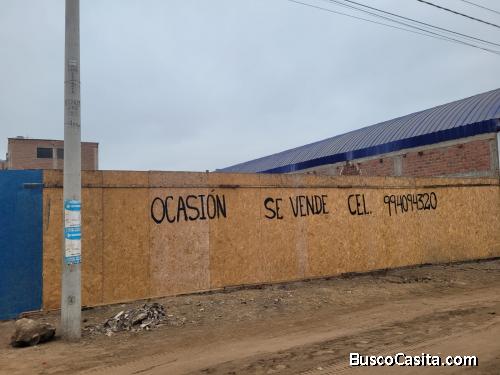 OCASIÓN SE VENDE CEL. 994094320
BuscoCasita.com